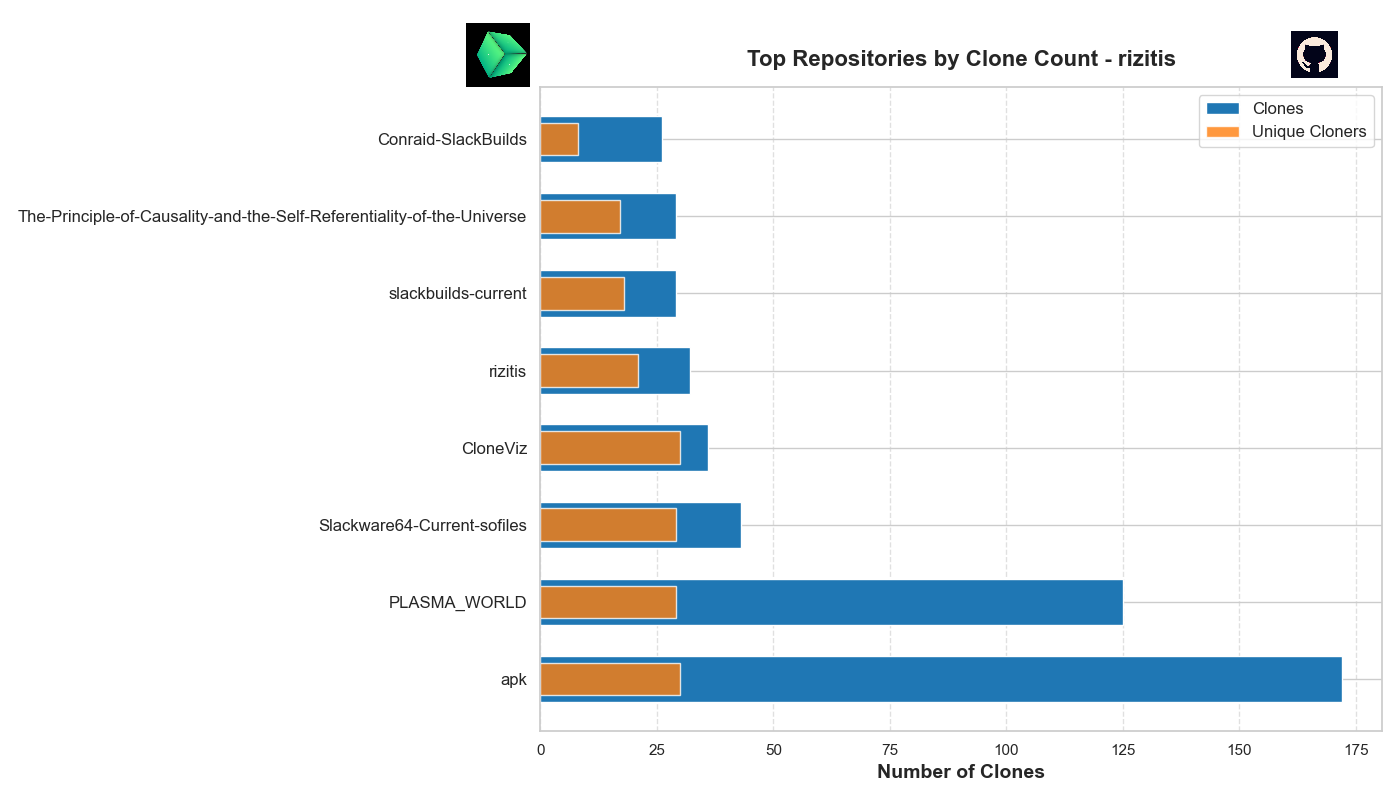 Top Repositories by Clone Count - rizitis
Clones
Unique Cloners
Conraid-SlackBuilds
The-Principle-of-Causality-and-the-Self-Referentiality-of-the-Universe
slackbuilds-current
rizitis
CloneViz
Slackware64-Current-sofiles
PLASMA_WORLD
apk
0 25 50 75 100 125 150 175
Number of Clones